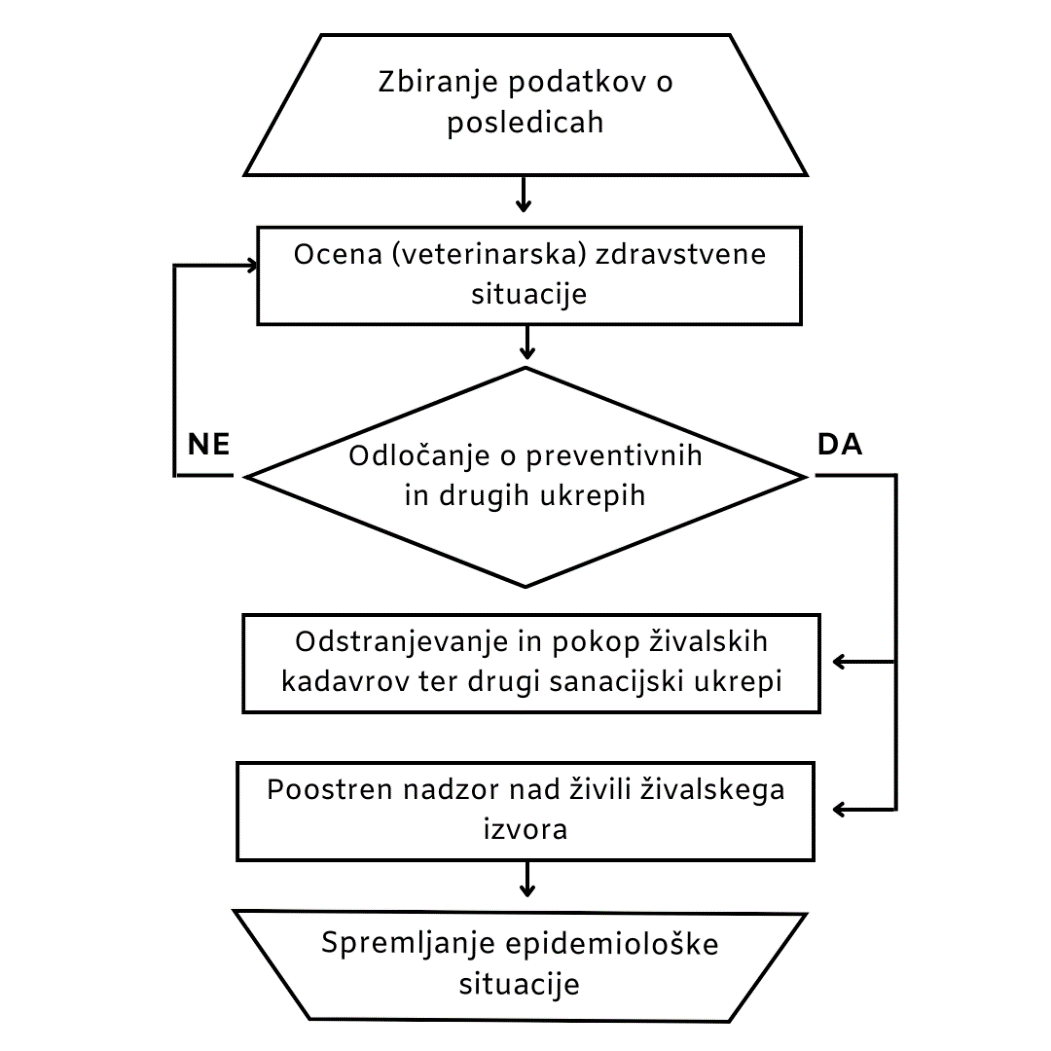 Zbiranje podatkov o
posledicah
Ocena (veterinarska) zdravstvene
situacije
NE
DA
Odločanje o preventivnih
in drugih ukrepih
Odstranjevanje in pokop živalskih
kadavrov ter drugi sanacijski ukrepi
Poostren nadzor nad živili živalskega
izvora
Spremljanje epidemiološke
situacije